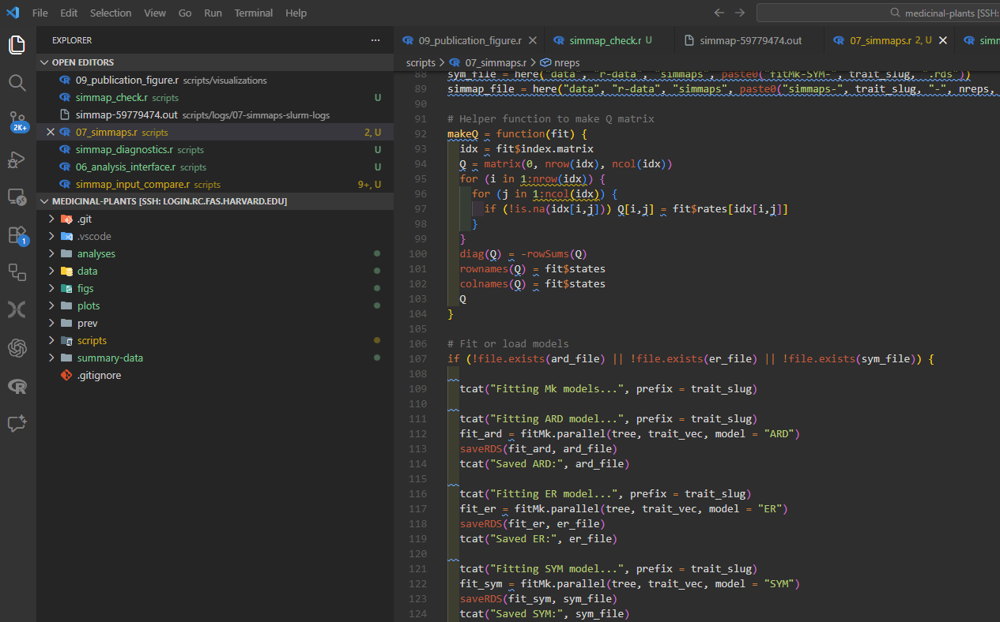 File Edit Selection View Go Run Terminal Help
medicinal-plants [SSH:
EXPLORER
OPEN EDITORS
09_publication_figure.r scripts/visualizations
simmap_check.r scripts U
simmap-59779474.out scripts/logs/07-simmaps-slurm-logs
07_simmaps.r scripts 2, U
simmap_diagnostics.r scripts U
06_analysis_interface.r scripts U
simmap_input_compare.r scripts 9+, U
MEDICINAL-PLANTS [SSH: LOGIN.RC.FAS.HARVARD.EDU]
.git
.vscode
analyses
data
figs
plots
prev
scripts
summary-data
.gitignore
2K+
1
09_publication_figure.r simmap_check.r U simmap-59779474.out 07_simmaps.r 2, U simm
scripts > 07_simmaps.r > nreps
88 sym_file = here("data", "r-data", "simmaps", paste0("fitMk-SYM-", trait_slug, ".rds"))
89 simmap_file = here("data", "r-data", "simmaps", paste0("simmaps-", trait_slug, "-", nreps,
90
91 # Helper function to make Q matrix
92 makeQ = function(fit) {
93 idx = fit$index.matrix
94 Q = matrix(0, nrow(idx), ncol(idx))
95 for (i in 1:nrow(idx)) {
96 for (j in 1:ncol(idx)) {
97 if (!is.na(idx[i,j])) Q[i,j] = fit$rates[idx[i,j]]
98 }
99 }
100 diag(Q) = -rowSums(Q)
101 rownames(Q) = fit$states
102 colnames(Q) = fit$states
103 Q
104 }
105
106 # Fit or load models
107 if (!file.exists(ard_file) || !file.exists(er_file) || !file.exists(sym_file)) {
108
109 tcat("Fitting Mk models...", prefix = trait_slug)
110
111 tcat("Fitting ARD model...", prefix = trait_slug)
112 fit_ard = fitMk.parallel(tree, trait_vec, model = "ARD")
113 saveRDS(fit_ard, ard_file)
114 tcat("Saved ARD:", ard_file)
115
116 tcat("Fitting ER model...", prefix = trait_slug)
117 fit_er = fitMk.parallel(tree, trait_vec, model = "ER")
118 saveRDS(fit_er, er_file)
119 tcat("Saved ER:", er_file)
120
121 tcat("Fitting SYM model...", prefix = trait_slug)
122 fit_sym = fitMk.parallel(tree, trait_vec, model = "SYM")
123 saveRDS(fit_sym, sym_file)
124 tcat("Saved SYM:", sym_file)